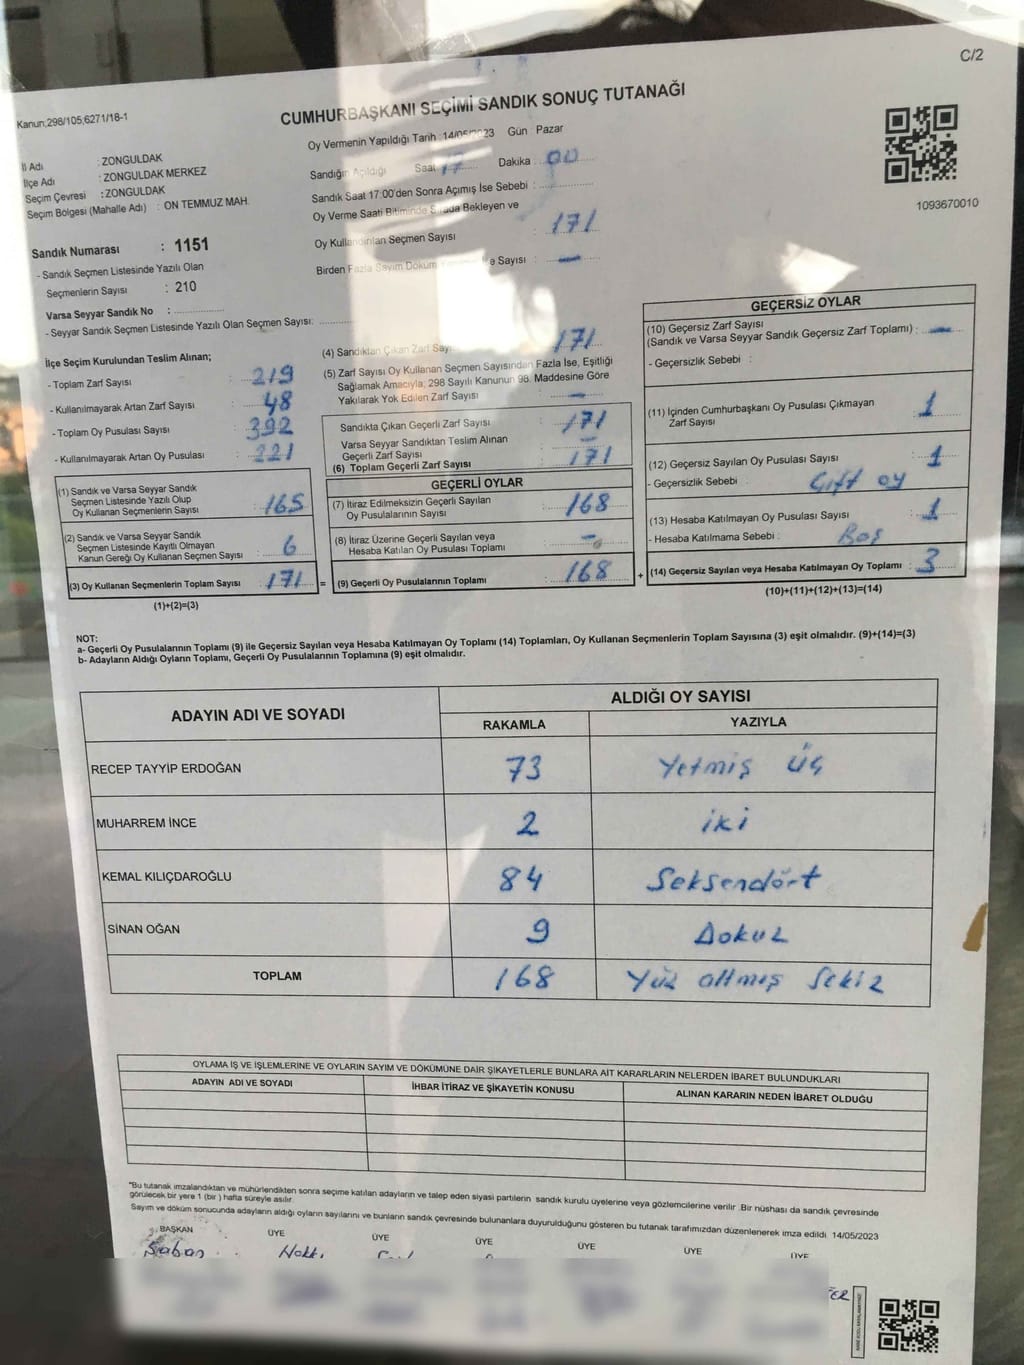 C/2
Kanun;298/105,6271/18-1
CUMHURBAŞKANI SEÇİMİ SANDIK SONUÇ TUTANAĞI
İl Adı : ZONGULDAK
İlçe Adı : ZONGULDAK MERKEZ
Seçim Çevresi : ZONGULDAK
Seçim Bölgesi (Mahalle Adı) : ON TEMMUZ MAH.
Sandık Numarası : 1151
- Sandık Seçmen Listesinde Yazılı Olan
Seçmenlerin Sayısı : 210
Varsa Seyyar Sandık No :
- Seyyar Sandık Seçmen Listesinde Yazılı Olan Seçmen Sayısı:
Oy Vermenin Yapıldığı Tarih :14/05/2023 Gün : Pazar
Sandığın Açıldığı Saat 17 Dakika : 00
Sandık Saat 17:00'den Sonra Açımış İse Sebebi :
Oy Verme Saati Bitiminde Sırada Bekleyen ve
Oy Kullandırılan Seçmen Sayısı : 171
Birden Fazla Sayım Döküm e Sayısı : -
1093670010
İlçe Seçim Kurulundan Teslim Alınan;
- Toplam Zarf Sayısı : 219
- Kullanılmayarak Artan Zarf Sayısı : 48
- Toplam Oy Pusulası Sayısı : 392
- Kullanılmayarak Artan Oy Pusulası : 221
(1) Sandık ve Varsa Seyyar Sandık
Seçmen Listesinde Yazılı Olup
Oy Kullanan Seçmenlerin Sayısı : 165
(2) Sandık ve Varsa Seyyar Sandık
Seçmen Listesinde Kayıtlı Olmayan
Kanun Gereği Oy Kullanan Seçmen Sayısı : 6
(3) Oy Kullanan Seçmenlerin Toplam Sayısı : 171 =
(1)+(2)=(3)
(4) Sandıktan Çıkan Zarf Sayısı 171
(5) Zarf Sayısı Oy Kullanan Seçmen Sayısından Fazla İse, Eşitliği
Sağlamak Amacıyla; 298 Sayılı Kanunun 98. Maddesine Göre
Yakılarak Yok Edilen Zarf Sayısı : -
Sandıkta Çıkan Geçerli Zarf Sayısı : 171
Varsa Seyyar Sandıktan Teslim Alınan
Geçerli Zarf Sayısı : -
(6) Toplam Geçerli Zarf Sayısı : 171
GEÇERLİ OYLAR
(7) İtiraz Edilmeksizin Geçerli Sayılan
Oy Pusulalarının Sayısı : 168
(8) İtiraz Üzerine Geçerli Sayılan veya
Hesaba Katılan Oy Pusulası Toplamı : -
(9) Geçerli Oy Pusulalarının Toplamı : 168 +
GEÇERSİZ OYLAR
(10) Geçersiz Zarf Sayısı
(Sandık ve Varsa Seyyar Sandık Geçersiz Zarf Toplamı) : -
- Geçersizlik Sebebi :
(11) İçinden Cumhurbaşkanı Oy Pusulası Çıkmayan
Zarf Sayısı : 1
(12) Geçersiz Sayılan Oy Pusulası Sayısı : 1
- Geçersizlik Sebebi : Çift oy
(13) Hesaba Katılmayan Oy Pusulası Sayısı : 1
- Hesaba Katılmama Sebebi : Boş
(14) Geçersiz Sayılan veya Hesaba Katılmayan Oy Toplamı : 3
(10)+(11)+(12)+(13)=(14)
NOT:
a- Geçerli Oy Pusulalarının Toplamı (9) ile Geçersiz Sayılan veya Hesaba Katılmayan Oy Toplamı (14) Toplamları, Oy Kullanan Seçmenlerin Toplam Sayısına (3) eşit olmalıdır. (9)+(14)=(3)
b- Adayların Aldığı Oyların Toplamı, Geçerli Oy Pusulalarının Toplamına (9) eşit olmalıdır.
ADAYIN ADI VE SOYADI ALDIĞI OY SAYISI
RAKAMLA YAZIYLA
RECEP TAYYİP ERDOĞAN 73 Yetmiş üç
MUHARREM İNCE 2 iki
KEMAL KILIÇDAROĞLU 84 Seksendört
SİNAN OĞAN 9 Dokuz
TOPLAM 168 Yüz altmış Sekiz
OYLAMA İŞ VE İŞLEMLERİNE VE OYLARIN SAYIM VE DÖKÜMÜNE DAİR ŞİKAYETLERLE BUNLARA AİT KARARLARIN NELERDEN İBARET BULUNDUKLARI
ADAYIN ADI VE SOYADI İHBAR İTİRAZ VE ŞİKAYETİN KONUSU ALINAN KARARIN NEDEN İBARET OLDUĞU
*Bu tutanak imzalandıktan ve mühürlendikten sonra seçime katılan adayların ve talep eden siyasi partilerin sandık kurulu üyelerine veya gözlemcilerine verilir .Bir nüshası da sandık çevresinde
görülecek bir yere 1 (bir ) hafta süreyle asılır.
Sayım ve döküm sonucunda adayların aldığı oyların sayılarını ve bunların sandık çevresinde bulunanlara duyurulduğunu gösteren bu tutanak tarafımızdan düzenlenerek imza edildi. 14/05/2023
BAŞKAN ÜYE ÜYE ÜYE ÜYE ÜYE ÜYE
Şaban Hakkı